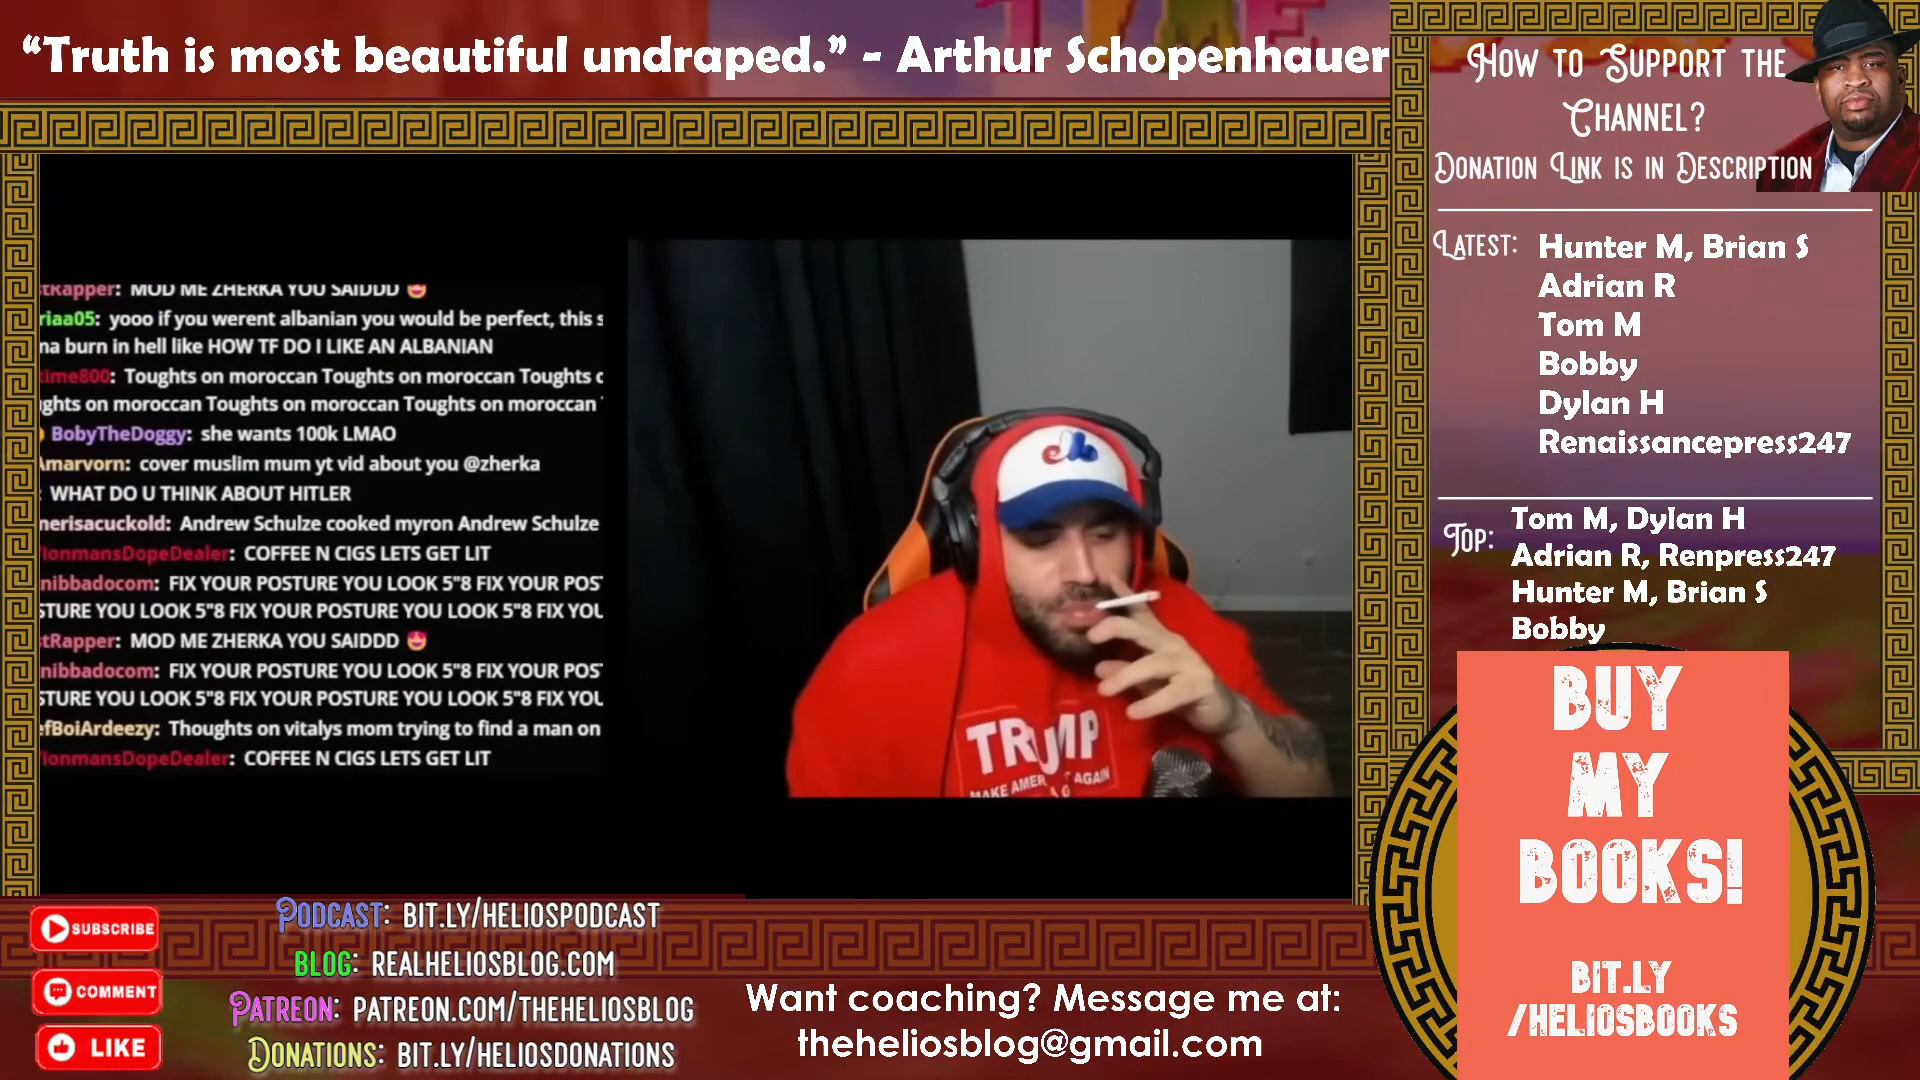 “Truth is most beautiful undraped.” - Arthur Schopenhauer
tRapper: MOD ME ZHERKA YOU SAIDDD
riaa05: yooo if you werent albanian you would be perfect, this s
na burn in hell like HOW TF DO I LIKE AN ALBANIAN
time800: Toughts on moroccan Toughts on moroccan Toughts o
ghts on moroccan Toughts on moroccan Toughts on moroccan
BobyTheDoggy: she wants 100k LMAO
Amarvorn: cover muslim mum yt vid about you @zherka
: WHAT DO U THINK ABOUT HITLER
nerisacuckold: Andrew Schulze cooked myron Andrew Schulze
lonmansDopeDealer: COFFEE N CIGS LETS GET LIT
nibbadocom: FIX YOUR POSTURE YOU LOOK 5"8 FIX YOUR POST
STURE YOU LOOK 5"8 FIX YOUR POSTURE YOU LOOK 5"8 FIX YOU
tRapper: MOD ME ZHERKA YOU SAIDDD
nibbadocom: FIX YOUR POSTURE YOU LOOK 5"8 FIX YOUR POST
STURE YOU LOOK 5"8 FIX YOUR POSTURE YOU LOOK 5"8 FIX YOU
efBoiArdeezy: Thoughts on vitalys mom trying to find a man on
lonmansDopeDealer: COFFEE N CIGS LETS GET LIT
TRUMP
MAKE AMER AGAIN
How to Support the
Channel?
Donation Link is in Description
Latest: Hunter M, Brian S
Adrian R
Tom M
Bobby
Dylan H
Renaissancepress247
Top: Tom M, Dylan H
Adrian R, Renpress247
Hunter M, Brian S
Bobby
BUY
MY
BOOKS!
BIT.LY
/HELIOSBOOKS
SUBSCRIBE
COMMENT
LIKE
Podcast: bit.ly/heliospodcast
Blog: realheliosblog.com
Patreon: patreon.com/theheliosblog
Donations: bit.ly/heliosdonations
Want coaching? Message me at:
theheliosblog@gmail.com